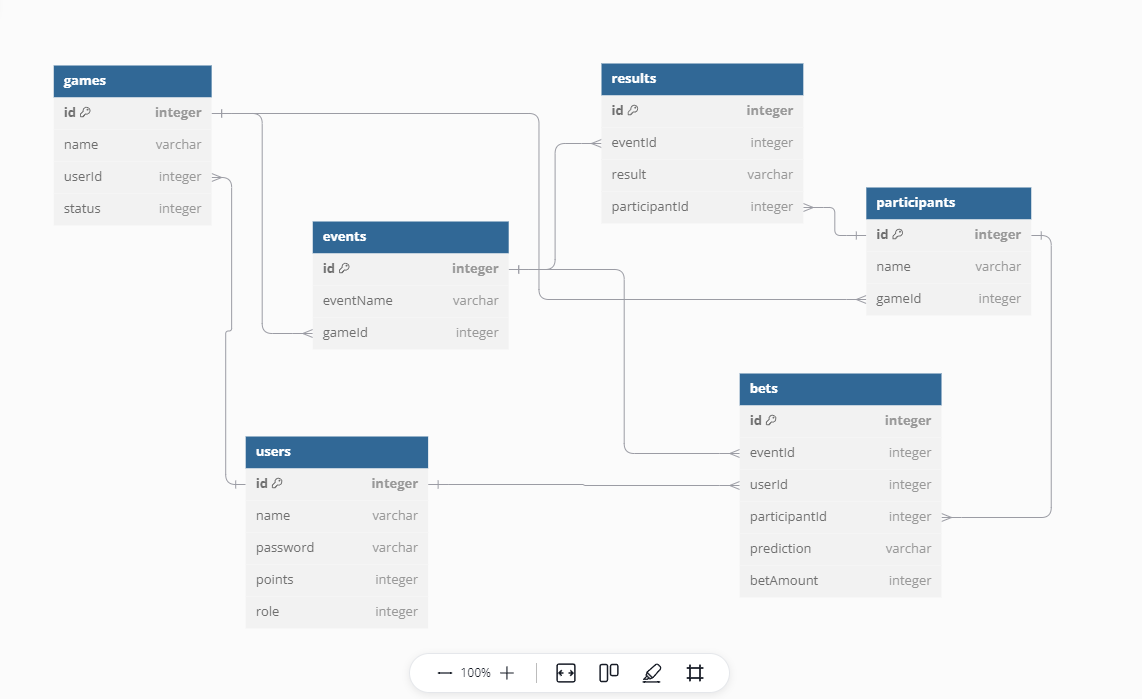 games
id integer
name varchar
userId integer
status integer
results
id integer
eventId integer
result varchar
participantId integer
participants
id integer
name varchar
gameId integer
events
id integer
eventName varchar
gameId integer
bets
id integer
eventId integer
userId integer
participantId integer
prediction varchar
betAmount integer
users
id integer
name varchar
password varchar
points integer
role integer
100%